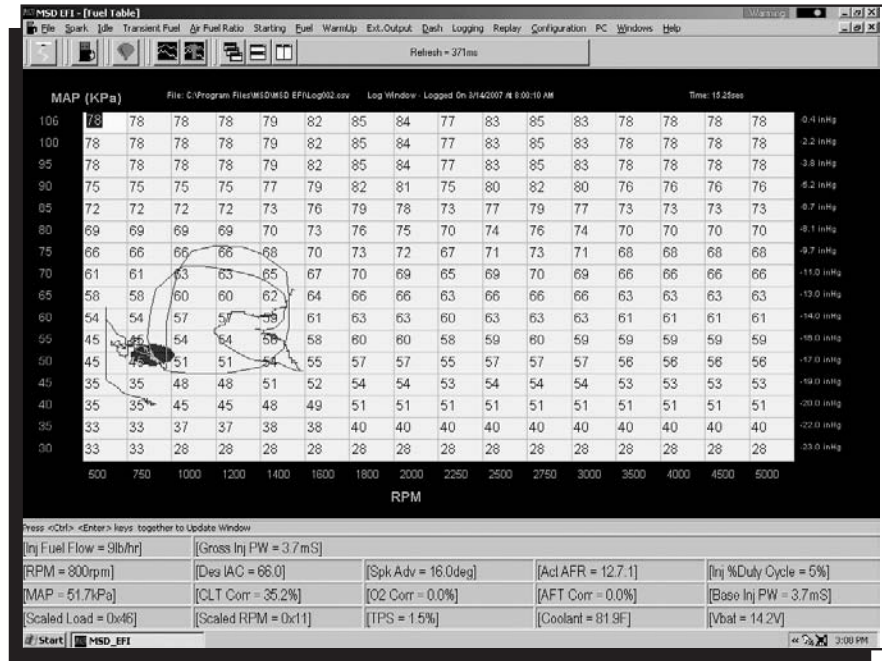 MSD EFI - [Fuel Table]
Warning
File Spark Idle Transient Fuel Air Fuel Ratio Starting Fuel WarmUp Ext.Output Dash Logging Replay Configuration PC Windows Help
Refresh = 371ms
MAP (KPa) File: C:\Program Files\MSD\MSD EFI\Log002.csv Log Window - Logged On 3/14/2007 At 8:00:10 AM Time: 15.25sec
106 78 78 78 78 79 82 85 84 77 83 85 83 78 78 78 78 -0.4 inHg
100 78 78 78 78 79 82 85 84 77 83 85 83 78 78 78 78 -2.2 inHg
95 78 78 78 78 79 82 85 84 77 83 85 83 78 78 78 78 -3.8 inHg
90 75 75 75 75 77 79 82 81 75 80 82 80 76 76 76 76 -5.2 inHg
85 72 72 72 72 73 76 79 78 73 77 79 77 73 73 73 73 -6.7 inHg
80 69 69 69 69 70 73 76 75 70 74 76 74 70 70 70 70 -8.1 inHg
75 66 66 66 66 68 70 73 72 67 71 73 71 68 68 68 68 -9.7 inHg
70 61 61 63 63 65 67 70 69 65 69 70 69 66 66 66 66 -11.0 inHg
65 58 58 60 60 62 64 66 66 63 66 66 66 63 63 63 63 -13.0 inHg
60 54 54 57 57 59 61 63 63 60 63 63 63 61 61 61 61 -14.0 inHg
55 45 54 54 56 58 60 60 58 59 60 59 59 59 59 59 -16.0 inHg
50 45 51 51 54 55 57 57 55 57 57 57 56 56 56 56 -17.0 inHg
45 35 35 48 48 51 52 54 54 53 54 54 54 53 53 53 53 -19.0 inHg
40 35 35 45 45 48 49 51 51 51 51 51 51 51 51 51 51 -20.0 inHg
35 33 33 37 37 38 38 40 40 40 40 40 40 40 40 40 40 -22.0 inHg
30 33 33 28 28 28 28 28 28 28 28 28 28 28 28 28 28 -23.0 inHg
500 750 1000 1200 1400 1600 1800 2000 2250 2500 2750 3000 3500 4000 4500 5000
RPM
Press <Ctrl> <Enter> keys together to Update Window
[Inj Fuel Flow = 9lb/hr] [Gross Inj PW = 3.7mS]
[RPM = 800rpm] [Des IAC = 66.0] [Spk Adv = 16.0deg] [Act AFR = 12.7:1] [Inj %Duty Cycle = 5%]
[MAP = 51.7kPa] [CLT Corr = 35.2%] [O2 Corr = 0.0%] [AFT Corr = 0.0%] [Base Inj PW = 3.7mS]
[Scaled Load = 0x46] [Scaled RPM = 0x11] [TPS = 1.5%] [Coolant = 81.9F] [Vbat = 14.2V]
Start MSD_EFI 3:08 PM